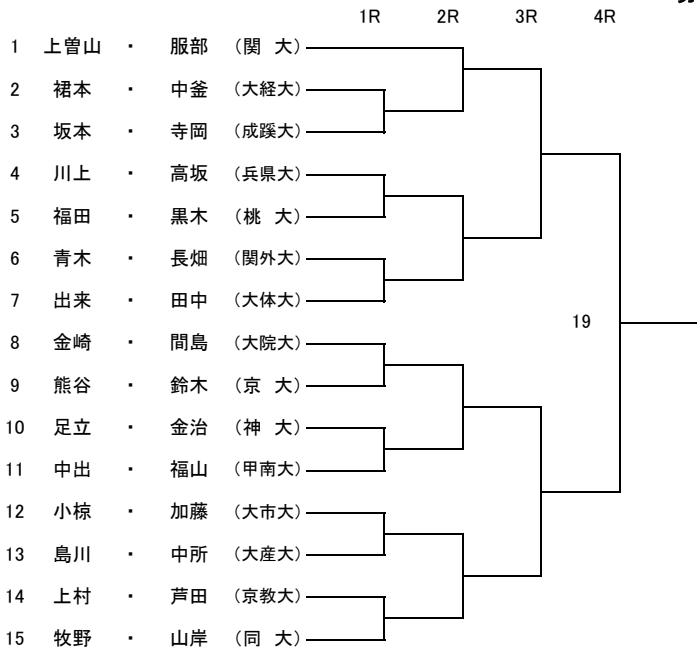 1R 2R 3R 4R
1 上曽山 ・ 服部 (関 大)
2 裙本 ・ 中釜 (大経大)
3 坂本 ・ 寺岡 (成蹊大)
4 川上 ・ 高坂 (兵県大)
5 福田 ・ 黒木 (桃 大)
6 青木 ・ 長畑 (関外大)
7 出来 ・ 田中 (大体大)
19
8 金崎 ・ 間島 (大院大)
9 熊谷 ・ 鈴木 (京 大)
10 足立 ・ 金治 (神 大)
11 中出 ・ 福山 (甲南大)
12 小椋 ・ 加藤 (大市大)
13 島川 ・ 中所 (大産大)
14 上村 ・ 芦田 (京教大)
15 牧野 ・ 山岸 (同 大)